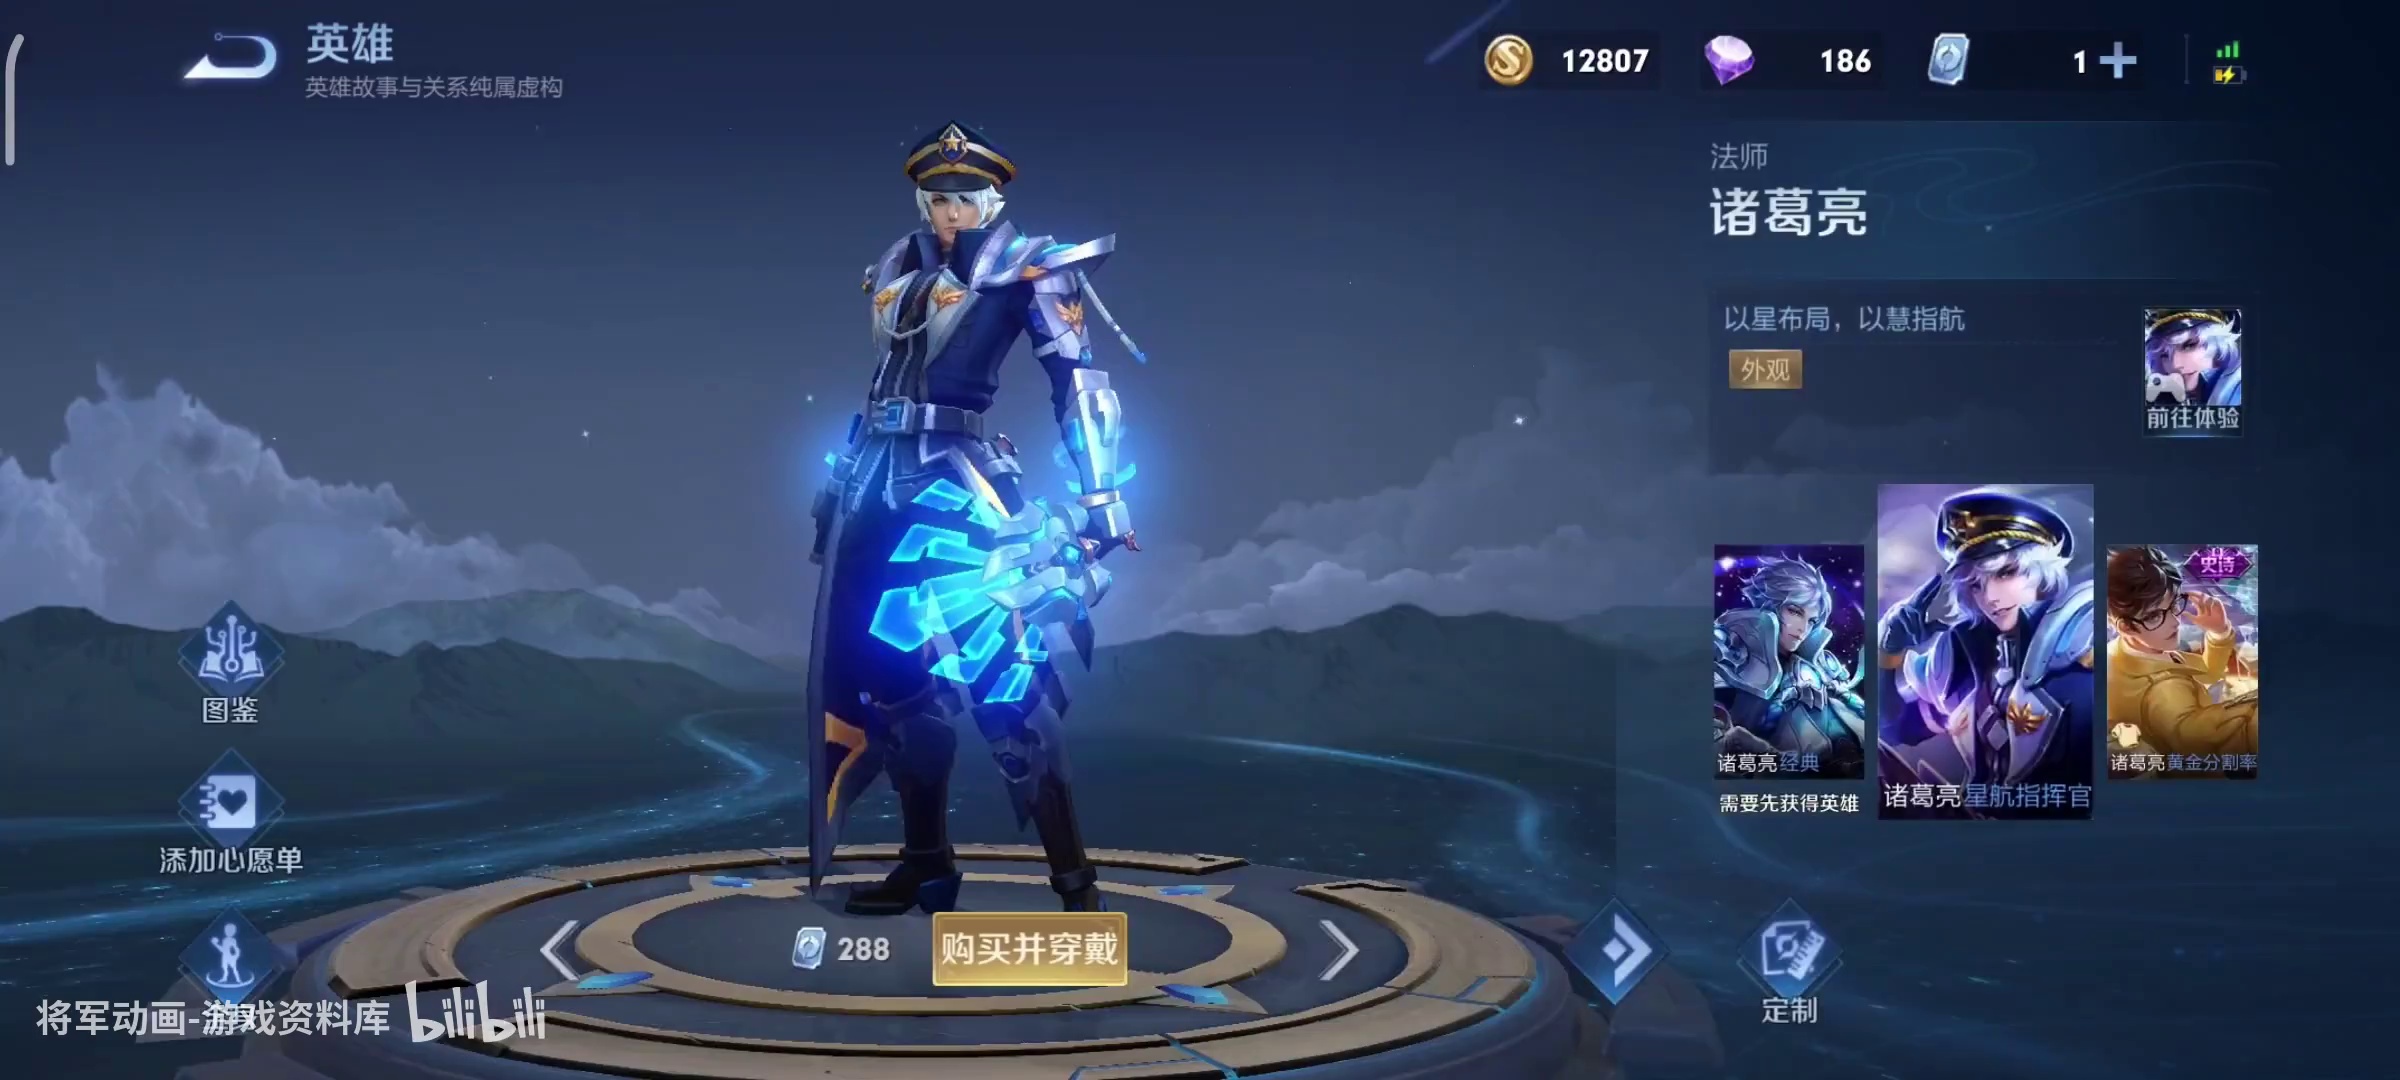 英雄
英雄故事与关系纯属虚构
12807
186
1
法师
诸葛亮
以星布局，以慧指航
外观
前往体验
史诗
诸葛亮经典
诸葛亮星航指挥官
诸葛亮黄金分割率
需要先获得英雄
图鉴
添加心愿单
288
购买并穿戴
定制
将军动画-游戏资料库
bilibili